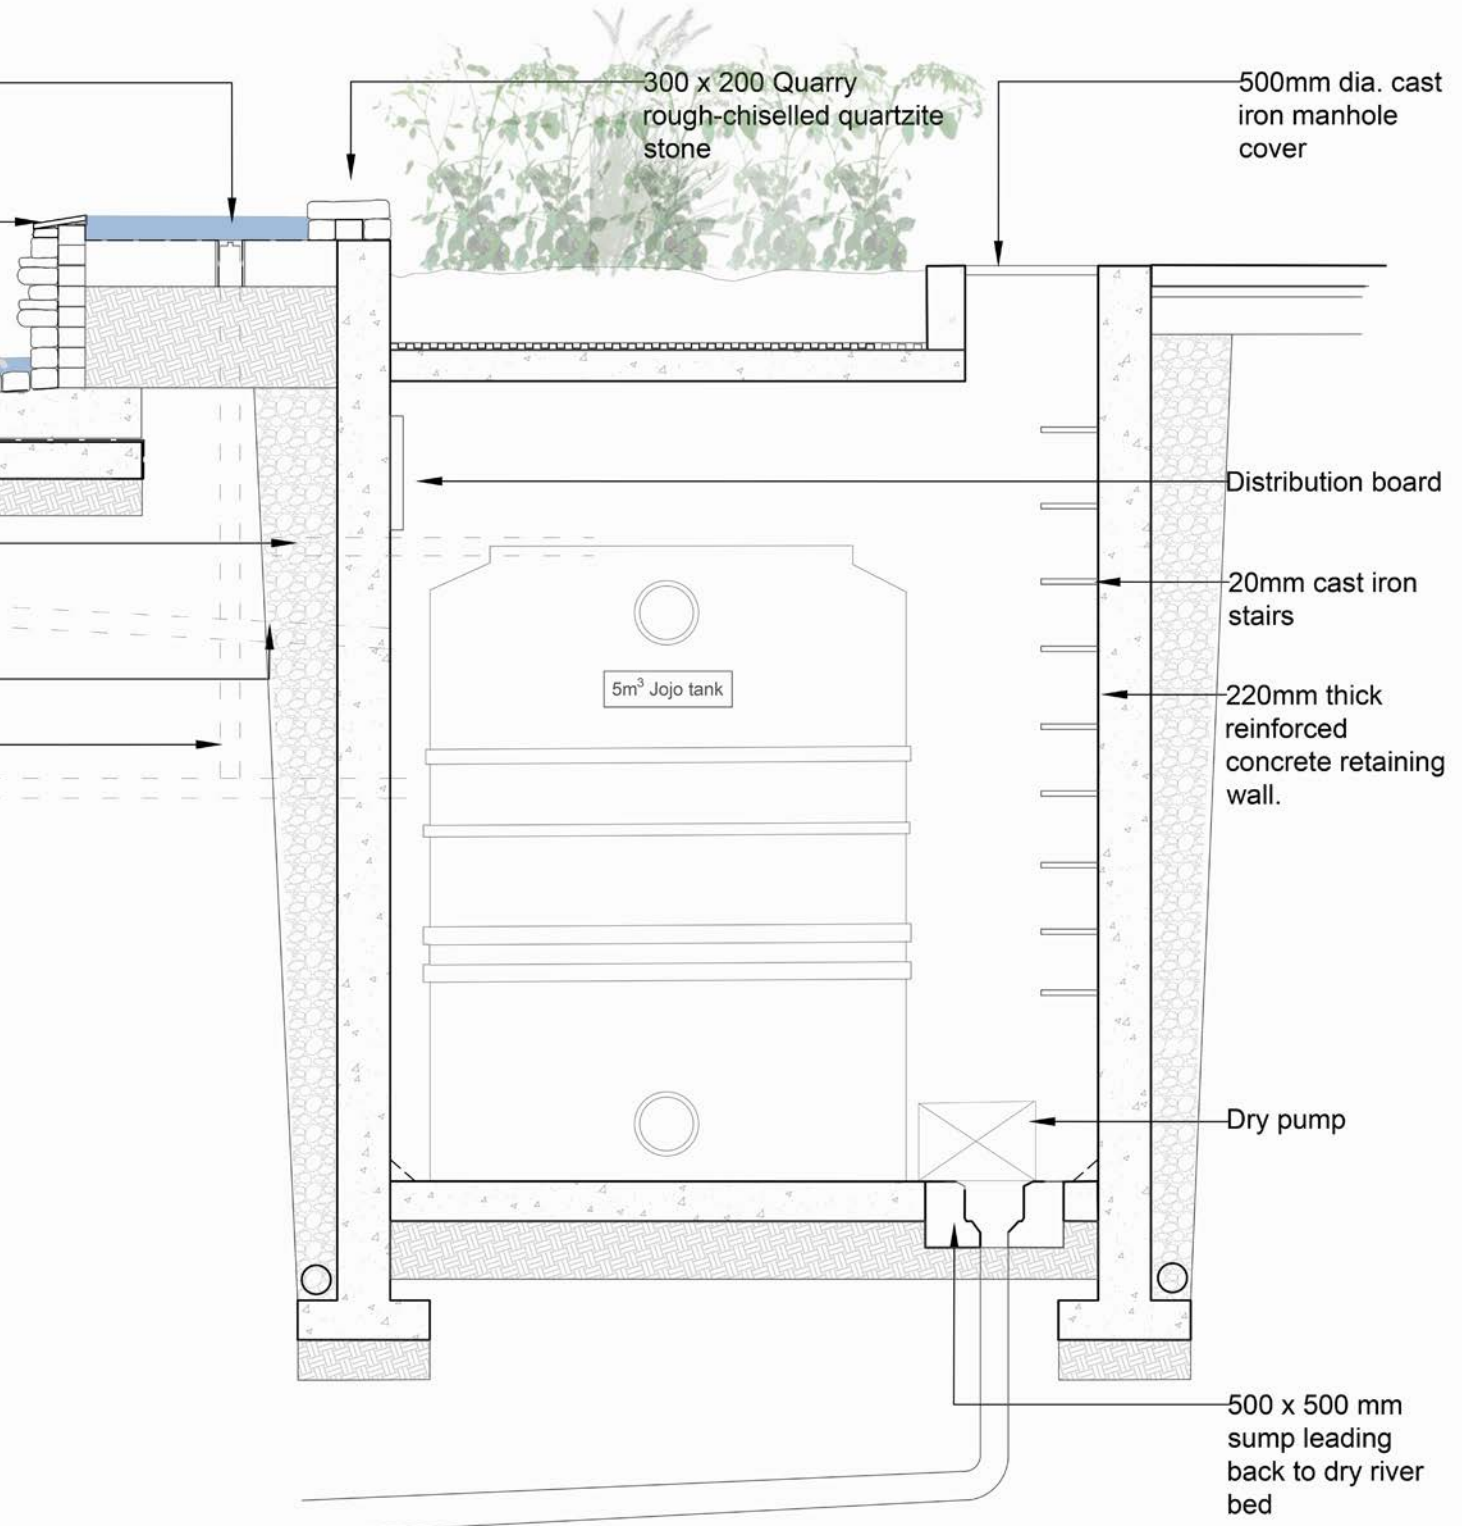 300 x 200 Quarry
rough-chiselled quartzite
stone
500mm dia. cast
iron manhole
cover
Distribution board
20mm cast iron
stairs
5m³ Jojo tank
220mm thick
reinforced
concrete retaining
wall.
Dry pump
500 x 500 mm
sump leading
back to dry river
bed